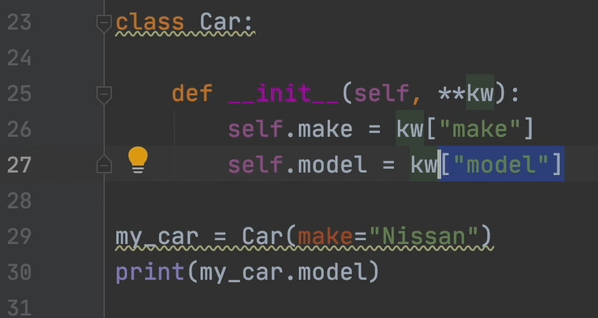 23 class Car:
24
25     def __init__(self, **kw):
26         self.make = kw["make"]
27         self.model = kw["model"]
28
29 my_car = Car(make="Nissan")
30 print(my_car.model)
31